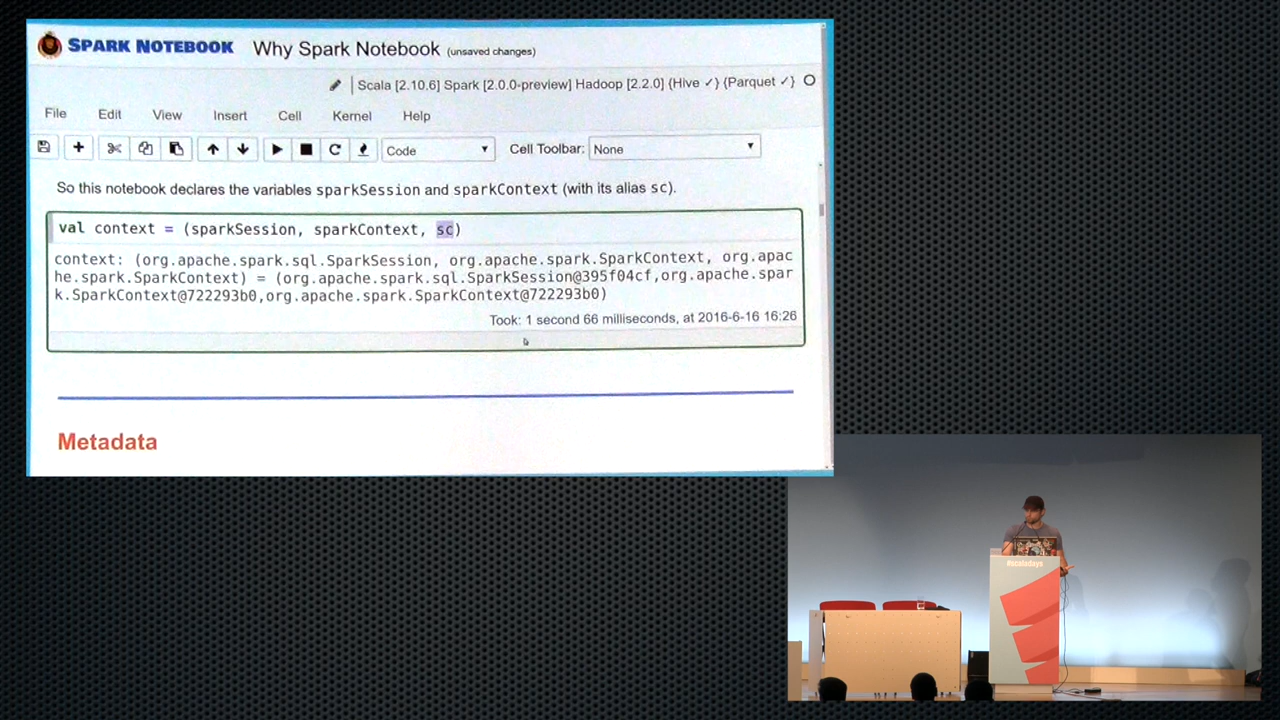 SPARK NOTEBOOK Why Spark Notebook (unsaved changes)
Scala [2.10.6] Spark [2.0.0-preview] Hadoop [2.2.0] {Hive ✓} {Parquet ✓}
File Edit View Insert Cell Kernel Help
Code Cell Toolbar: None
So this notebook declares the variables sparkSession and sparkContext (with its alias sc).
val context = (sparkSession, sparkContext, sc)
context: (org.apache.spark.sql.SparkSession, org.apache.spark.SparkContext, org.apac
he.spark.SparkContext) = (org.apache.spark.sql.SparkSession@395f04cf,org.apache.spar
k.SparkContext@722293b0,org.apache.spark.SparkContext@722293b0)
Took: 1 second 66 milliseconds, at 2016-6-16 16:26
Metadata
#scaladays